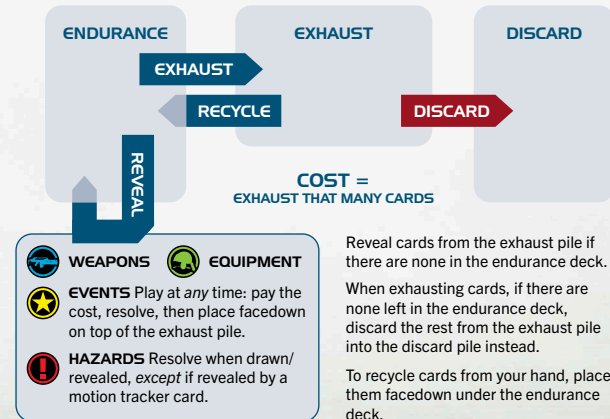 ENDURANCE
EXHAUST
DISCARD
EXHAUST
RECYCLE
DISCARD
REVEAL
COST =
EXHAUST THAT MANY CARDS
WEAPONS
EQUIPMENT
EVENTS Play at any time: pay the
cost, resolve, then place facedown
on top of the exhaust pile.
HAZARDS Resolve when drawn/
revealed, except if revealed by a
motion tracker card.
Reveal cards from the exhaust pile if
there are none in the endurance deck.
When exhausting cards, if there are
none left in the endurance deck,
discard the rest from the exhaust pile
into the discard pile instead.
To recycle cards from your hand, place
them facedown under the endurance
deck.